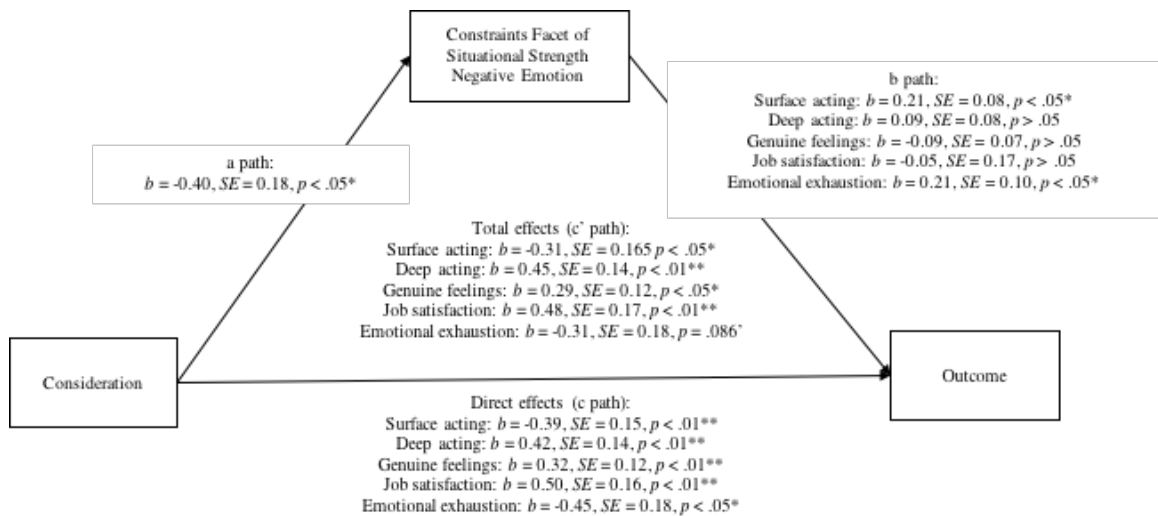 Constraints Facet of
Situational Strength
Negative Emotion
b path:
Surface acting: b = 0.21, SE = 0.08, p < .05*
Deep acting: b = 0.09, SE = 0.08, p > .05
Genuine feelings: b = -0.09, SE = 0.07, p > .05
Job satisfaction: b = -0.05, SE = 0.17, p > .05
Emotional exhaustion: b = 0.21, SE = 0.10, p < .05*
a path:
b = -0.40, SE = 0.18, p < .05*
Total effects (c` path):
Surface acting: b = -0.31, SE = 0.165 p < .05*
Deep acting: b = 0.45, SE = 0.14, p < .01**
Genuine feelings: b = 0.29, SE = 0.12, p < .05*
Job satisfaction: b = 0.48, SE = 0.17, p < .01**
Emotional exhaustion: b = -0.31, SE = 0.18, p = .086^
Consideration
Outcome
Direct effects (c path):
Surface acting: b = -0.39, SE = 0.15, p < .01**
Deep acting: b = 0.42, SE = 0.14, p < .01**
Genuine feelings: b = 0.32, SE = 0.12, p < .01**
Job satisfaction: b = 0.50, SE = 0.16, p < .01**
Emotional exhaustion: b = -0.45, SE = 0.18, p < .05*